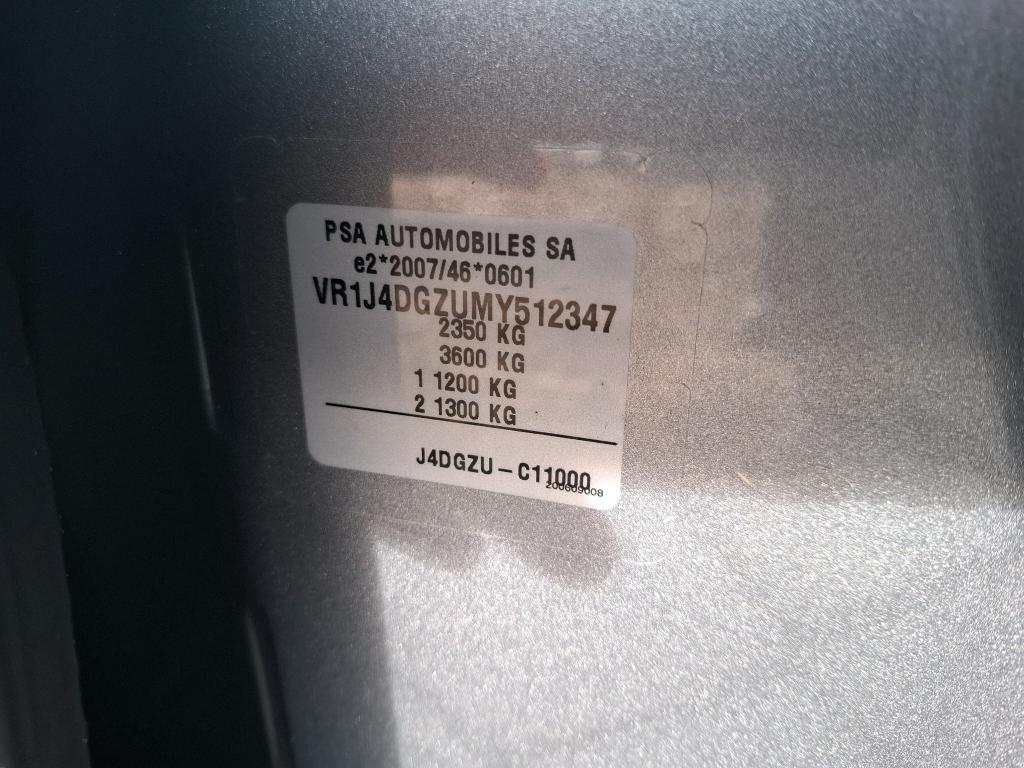 PSA AUTOMOBILES SA
e2*2007/46*0601
VR1J4DGZUMY512347
2350 KG
3600 KG
1 1200 KG
2 1300 KG
J4DGZU – C11000
200609008